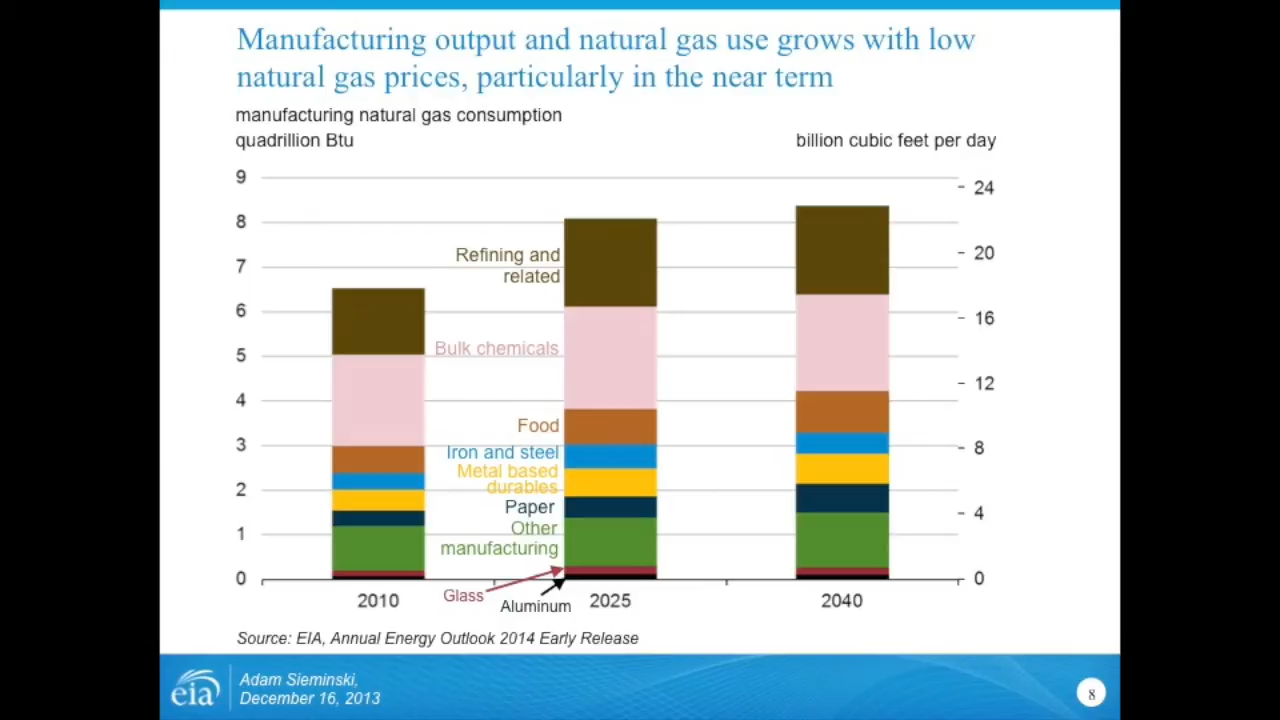 Manufacturing output and natural gas use grows with low
natural gas prices, particularly in the near term
manufacturing natural gas consumption
quadrillion Btu
billion cubic feet per day
9
8
7
6
5
4
3
2
1
0
24
20
16
12
8
4
0
Refining and
related
Bulk chemicals
Food
Iron and steel
Metal based
durables
Paper
Other
manufacturing
Glass
Aluminum
2010
2025
2040
Source: EIA, Annual Energy Outlook 2014 Early Release
eia
Adam Sieminski,
December 16, 2013
8